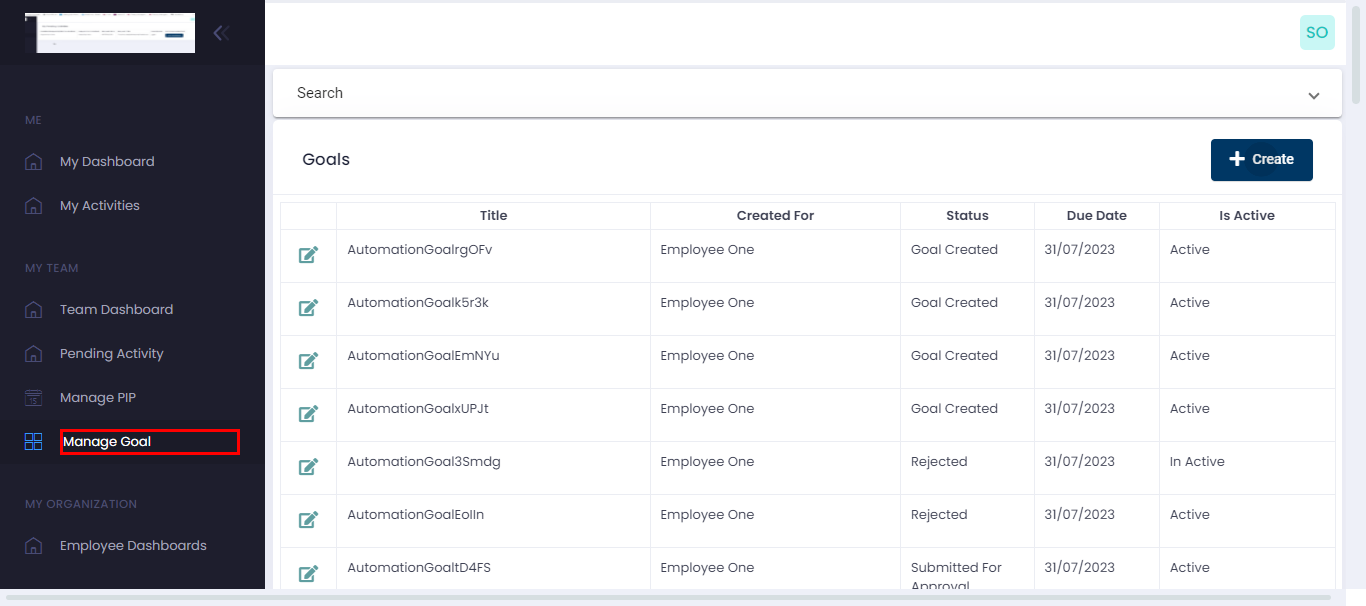 SO
ME
My Dashboard
My Activities
MY TEAM
Team Dashboard
Pending Activity
Manage PIP
Manage Goal
MY ORGANIZATION
Employee Dashboards
Search
Goals
Create
Title Created For Status Due Date Is Active
AutomationGoalrgOFv Employee One Goal Created 31/07/2023 Active
AutomationGoalk5r3k Employee One Goal Created 31/07/2023 Active
AutomationGoalEmNYu Employee One Goal Created 31/07/2023 Active
AutomationGoalxUPJt Employee One Goal Created 31/07/2023 Active
AutomationGoal3Smdg Employee One Rejected 31/07/2023 In Active
AutomationGoalEolIn Employee One Rejected 31/07/2023 Active
AutomationGoaltD4FS Employee One Submitted For 31/07/2023 Active
Approval